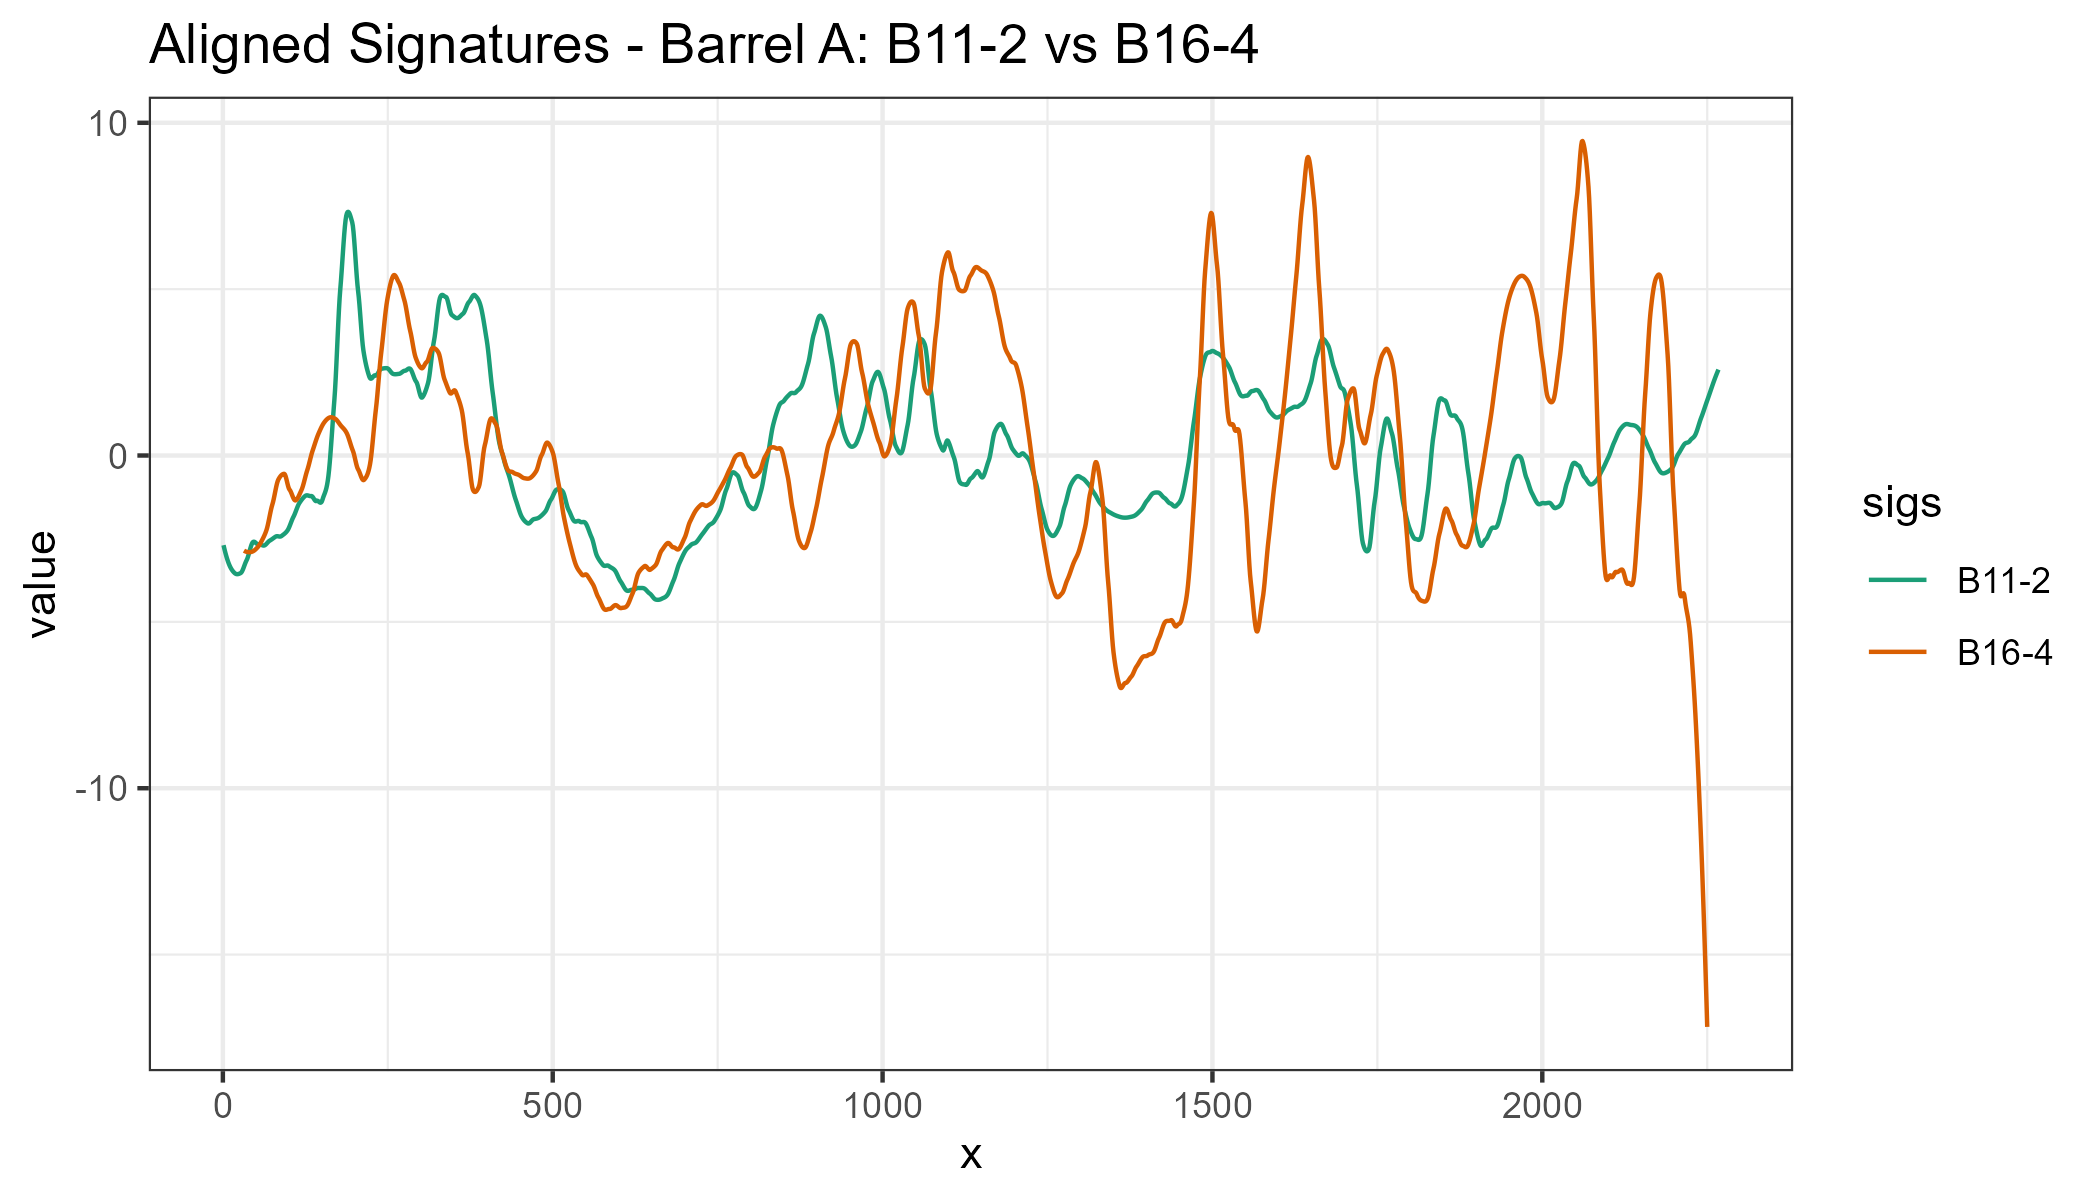 Aligned Signatures - Barrel A: B11-2 vs B16-4
10
0
-10
value
0 500 1000 1500 2000
x
sigs
B11-2
B16-4